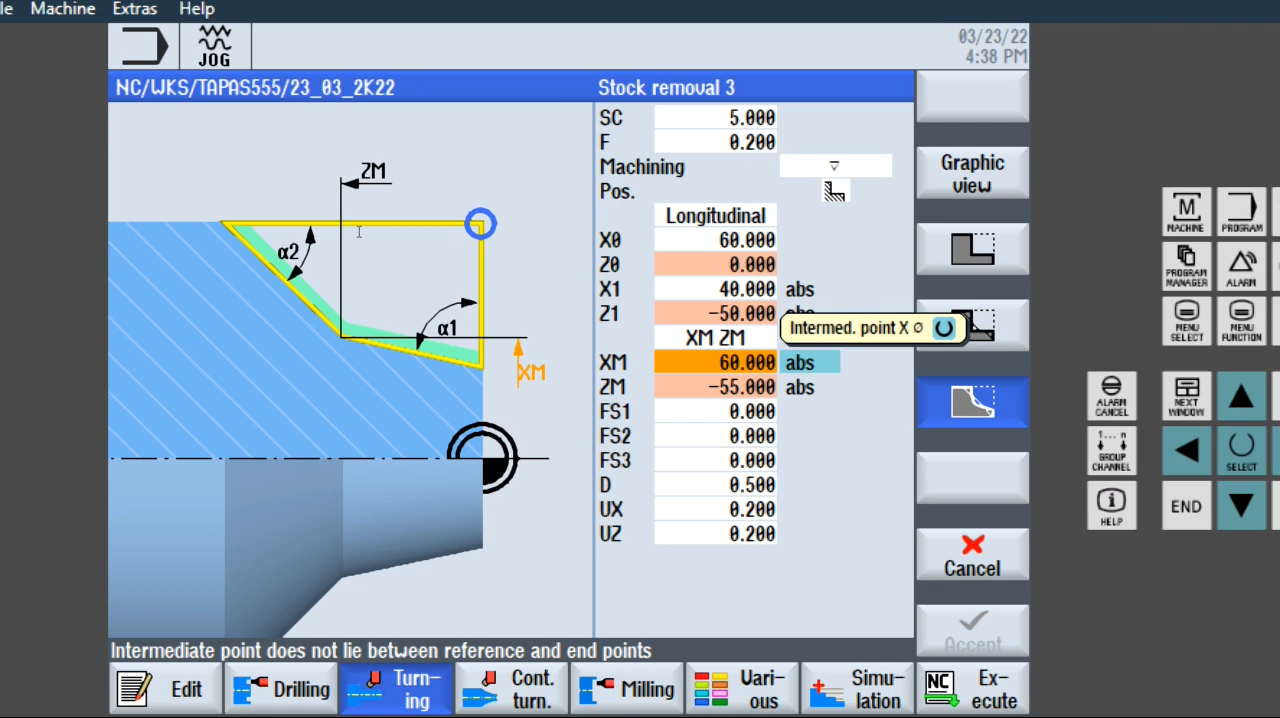 le Machine Extras Help
JOG
03/23/22
4:38 PM
NC/WKS/TAPAS555/23_03_2K22
Stock removal 3
SC 5.000
F 0.200
Machining ▽
Pos.
Longitudinal
X0 60.000
Z0 0.000
X1 40.000 abs
Z1 -50.000 abs
Intermed. point X ∅
XM ZM
XM 60.000 abs
ZM -55.000 abs
FS1 0.000
FS2 0.000
FS3 0.000
D 0.500
UX 0.200
UZ 0.200
ZM
α2
α1
XM
Graphic
view
Cancel
Accept
Intermediate point does not lie between reference and end points
Edit
Drilling
Turn-
ing
Cont.
turn.
Milling
Vari-
ous
Simu-
lation
NC
Ex-
ecute
M
MACHINE
PROGRAM
PROGRAM
MANAGER
ALARM
MENU
SELECT
MENU
FUNCTION
ALARM
CANCEL
NEXT
WINDOW
1... n
GROUP
CHANNEL
SELECT
HELP
END